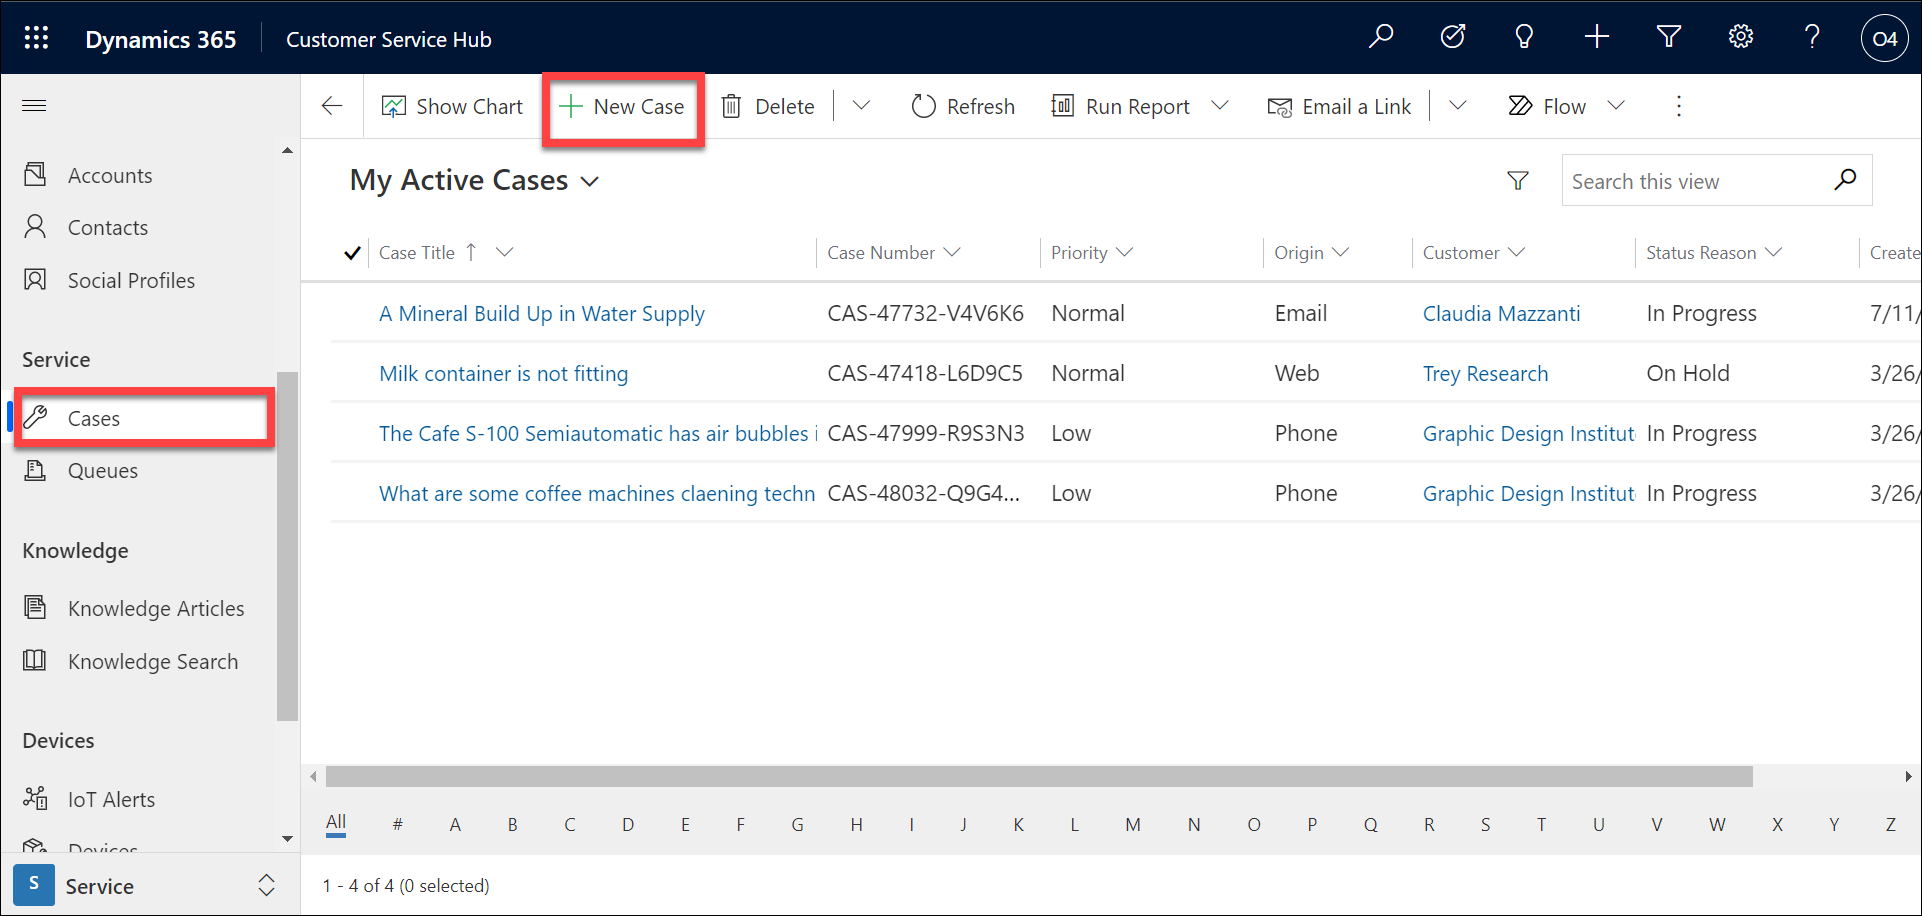 Dynamics 365 Customer Service Hub O4
Show Chart New Case Delete Refresh Run Report Email a Link Flow
Accounts
Contacts
Social Profiles
Service
Cases
Queues
Knowledge
Knowledge Articles
Knowledge Search
Devices
IoT Alerts
Devices
S Service
My Active Cases Search this view
Case Title Case Number Priority Origin Customer Status Reason Create
A Mineral Build Up in Water Supply CAS-47732-V4V6K6 Normal Email Claudia Mazzanti In Progress 7/11/
Milk container is not fitting CAS-47418-L6D9C5 Normal Web Trey Research On Hold 3/26/
The Cafe S-100 Semiautomatic has air bubbles i CAS-47999-R9S3N3 Low Phone Graphic Design Institut In Progress 3/26/
What are some coffee machines claening techn CAS-48032-Q9G4... Low Phone Graphic Design Institut In Progress 3/26/
All # A B C D E F G H I J K L M N O P Q R S T U V W X Y Z
1 - 4 of 4 (0 selected)